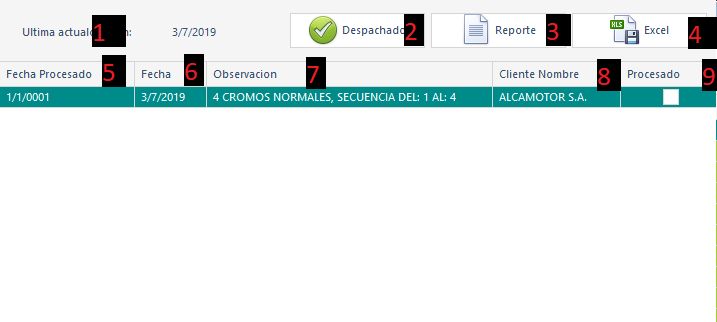 Ultima actuali 1 n: 3/7/2019 Despachado 2 Reporte 3 XLS Excel 4
Fecha Procesado 5 Fecha 6 Observacion 7 Cliente Nombre 8 Procesado 9
1/1/0001 3/7/2019 4 CROMOS NORMALES, SECUENCIA DEL: 1 AL: 4 ALCAMOTOR S.A.